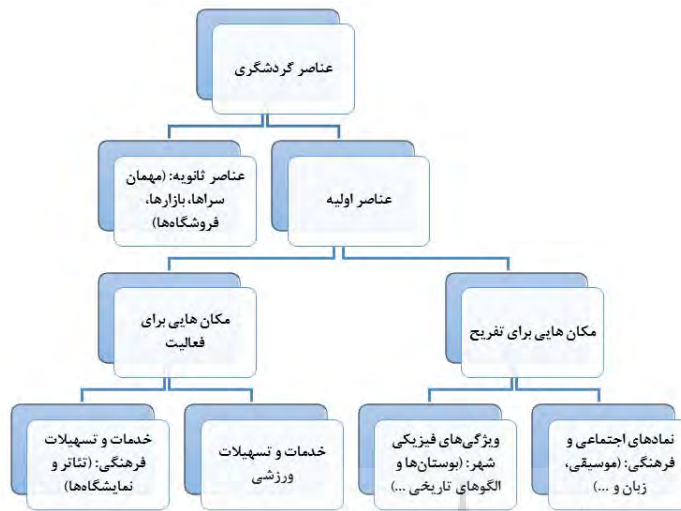 عناصر گردشگری
عناصر اولیه
عناصر ثانویه: (مهمان
سراها، بازارها،
فروشگاه‌ها)
مکان هایی برای تفریح
مکان هایی برای
فعالیت
نمادهای اجتماعی و
فرهنگی: (موسیقی،
زبان و ...)
ویژگی‌های فیزیکی
شهر: (بوستان‌ها و
الگوهای تاریخی ...)
خدمات و تسهیلات
ورزشی
خدمات و تسهیلات
فرهنگی: (تئاتر و
نمایشگاه‌ها)